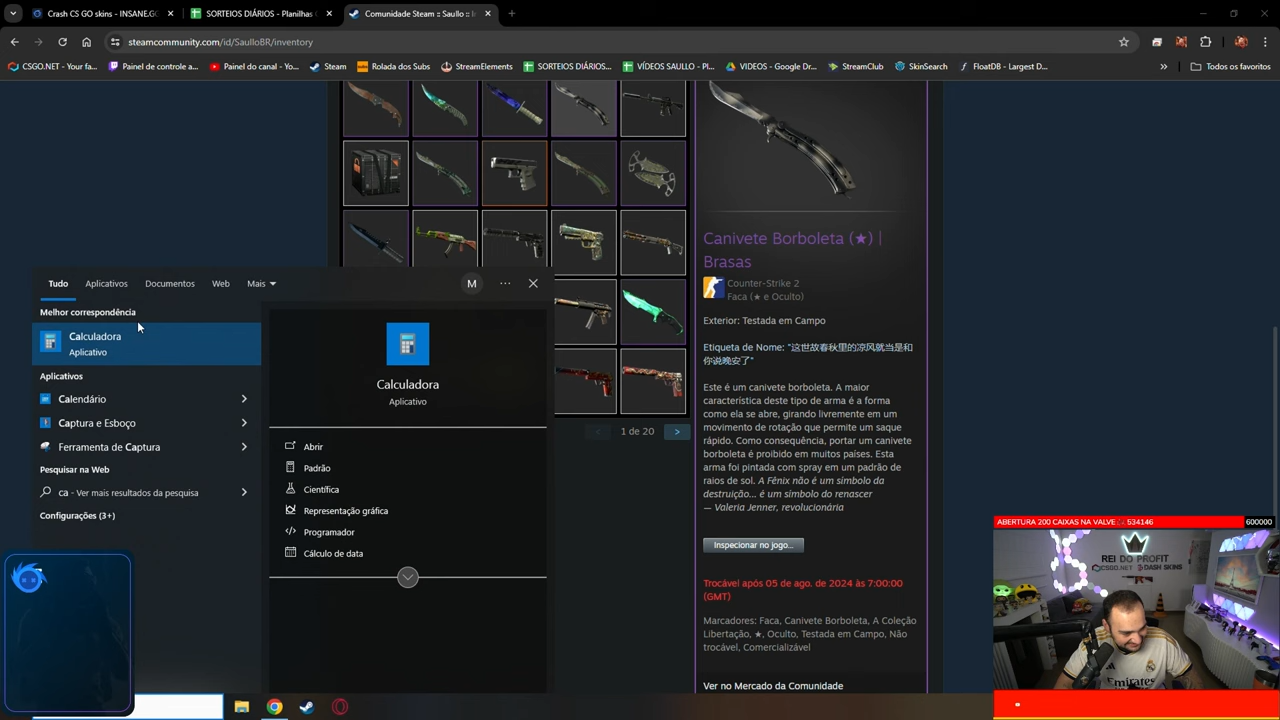 Crash CS GO skins - INSANE.GG
SORTEIOS DIÁRIOS - Planilhas
Comunidade Steam :: Saullo ::
steamcommunity.com/id/SaulloBR/inventory
CSGO.NET - Your fa...
Painel de controle a...
Painel do canal - Yo...
Steam
Rolada dos Subs
StreamElements
SORTEIOS DIÁRIOS...
VÍDEOS SAULLO - Pl...
VIDEOS - Google Dr...
StreamClub
SkinSearch
FloatDB - Largest D...
Todos os favoritos
Canivete Borboleta (★) |
Brasas
Counter-Strike 2
Faca (★ e Oculto)
Exterior: Testada em Campo
Etiqueta de Nome: "这世故春秋里的凉风就当是和
你说晚安了"
Este é um canivete borboleta. A maior
característica deste tipo de arma é a forma
como ela se abre, girando livremente em um
movimento de rotação que permite um saque
rápido. Como consequência, portar um canivete
borboleta é proibido em muitos países. Esta
arma foi pintada com spray em um padrão de
raios de sol. A Fênix não é um símbolo da
destruição... é um símbolo do renascer
— Valeria Jenner, revolucionária
Inspecionar no jogo...
Trocável após 05 de ago. de 2024 às 7:00:00
(GMT)
Marcadores: Faca, Canivete Borboleta, A Coleção
Libertação, ★, Oculto, Testada em Campo, Não
trocável, Comercializável
Ver no Mercado da Comunidade
1 de 20
Tudo
Aplicativos
Documentos
Web
Mais
M
Melhor correspondência
Calculadora
Aplicativo
Aplicativos
Calendário
Captura e Esboço
Ferramenta de Captura
Pesquisar na Web
ca - Ver mais resultados da pesquisa
Configurações (3+)
Calculadora
Aplicativo
Abrir
Padrão
Científica
Representação gráfica
Programador
Cálculo de data
ABERTURA 200 CAIXAS NA VALVE
534146
600000
REI DO PROFIT
CSGO.NET
DASH SKINS
Emirates